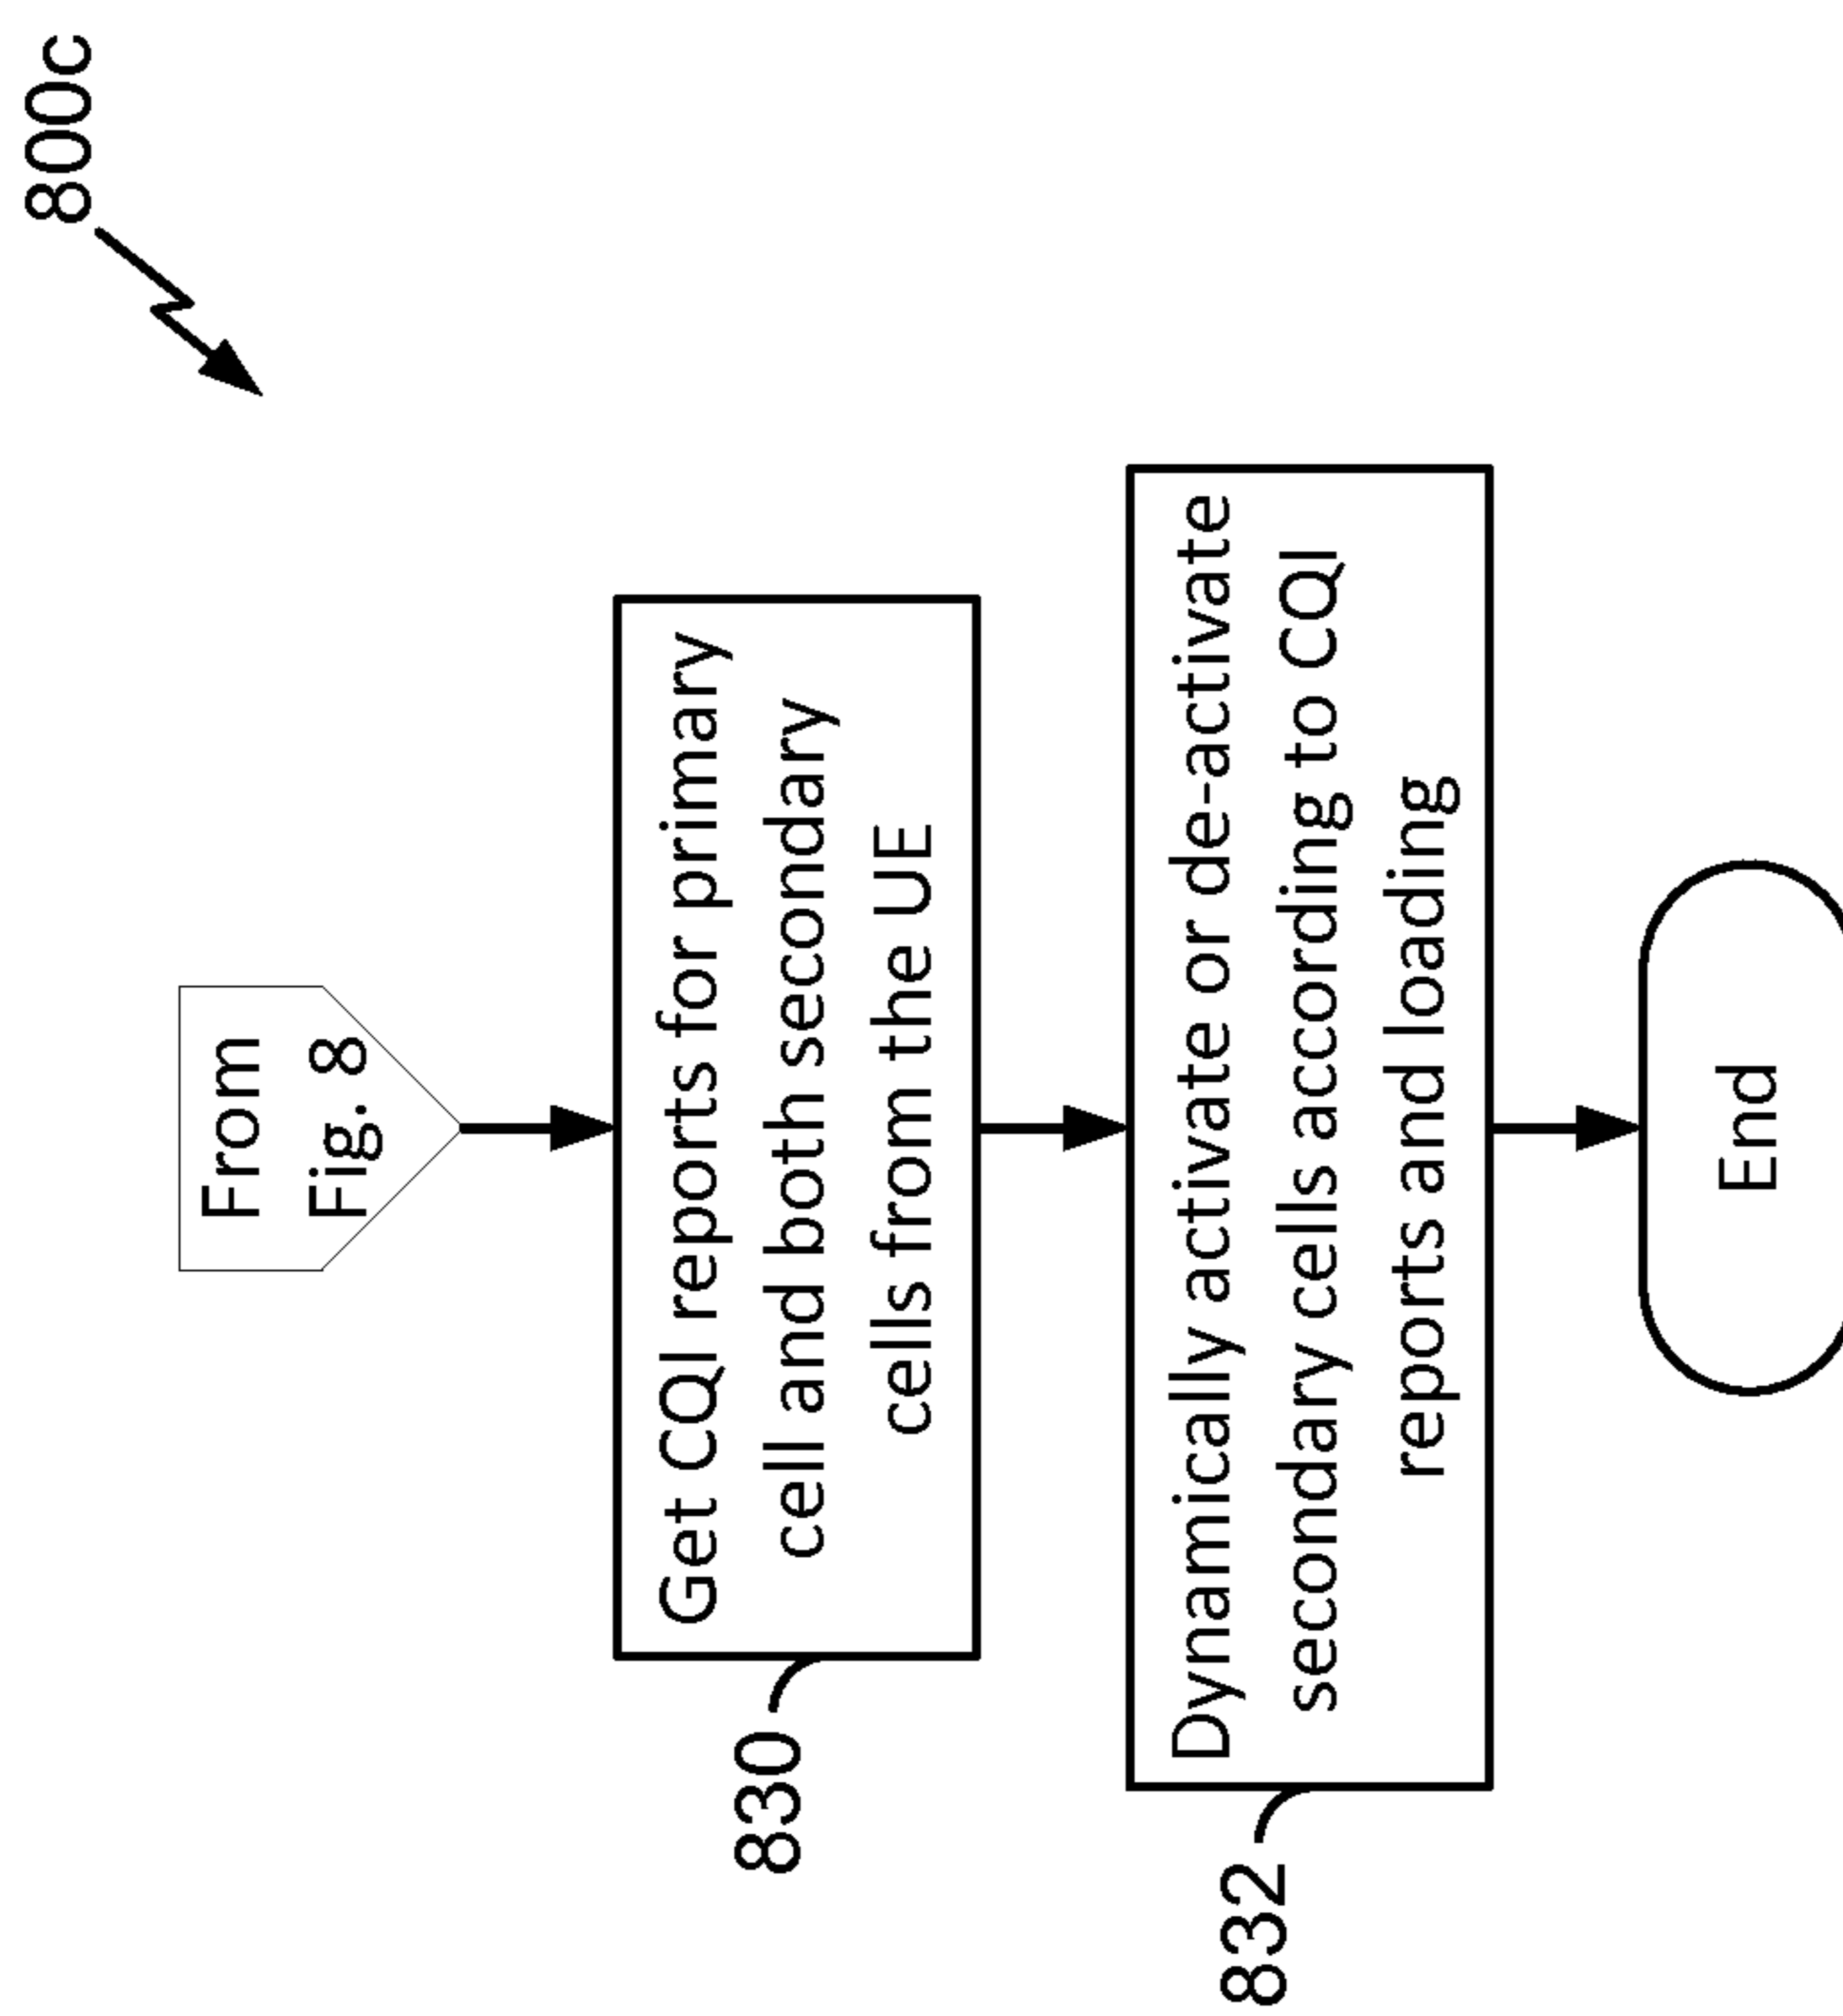 800c
From
Fig. 8
830
Get CQI reports for primary
cell and both secondary
cells from the UE
832
Dynamically activate or de-activate
secondary cells according to CQI
reports and loading
End